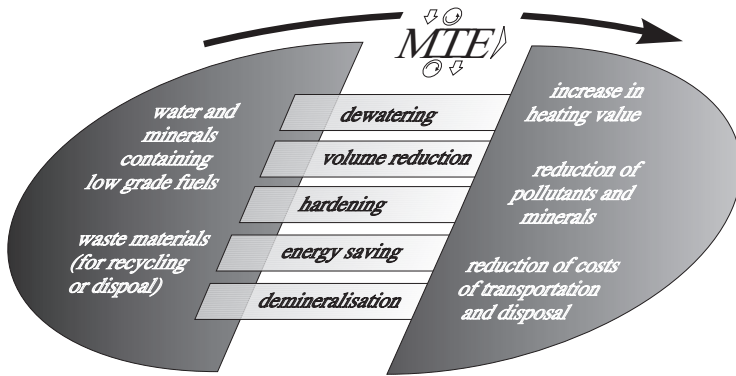 MTE
water and
minerals
containing
low grade fuels
waste materials
(for recycling
or dispoal)
dewatering
volume reduction
hardening
energy saving
demineralisation
increase in
heating value
reduction of
pollutants and
minerals
reduction of costs
of transportation
and disposal